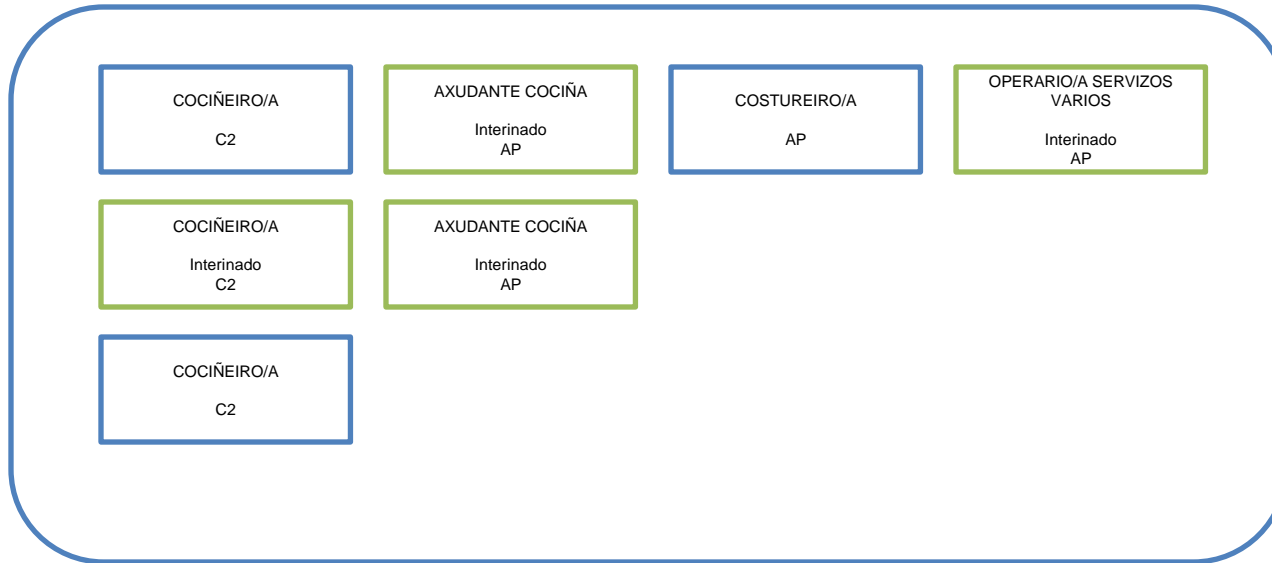 COCIÑEIRO/A
C2
AXUDANTE COCIÑA
Interinado
AP
COSTUREIRO/A
AP
OPERARIO/A SERVIZOS
VARIOS
Interinado
AP
COCIÑEIRO/A
Interinado
C2
AXUDANTE COCIÑA
Interinado
AP
COCIÑEIRO/A
C2